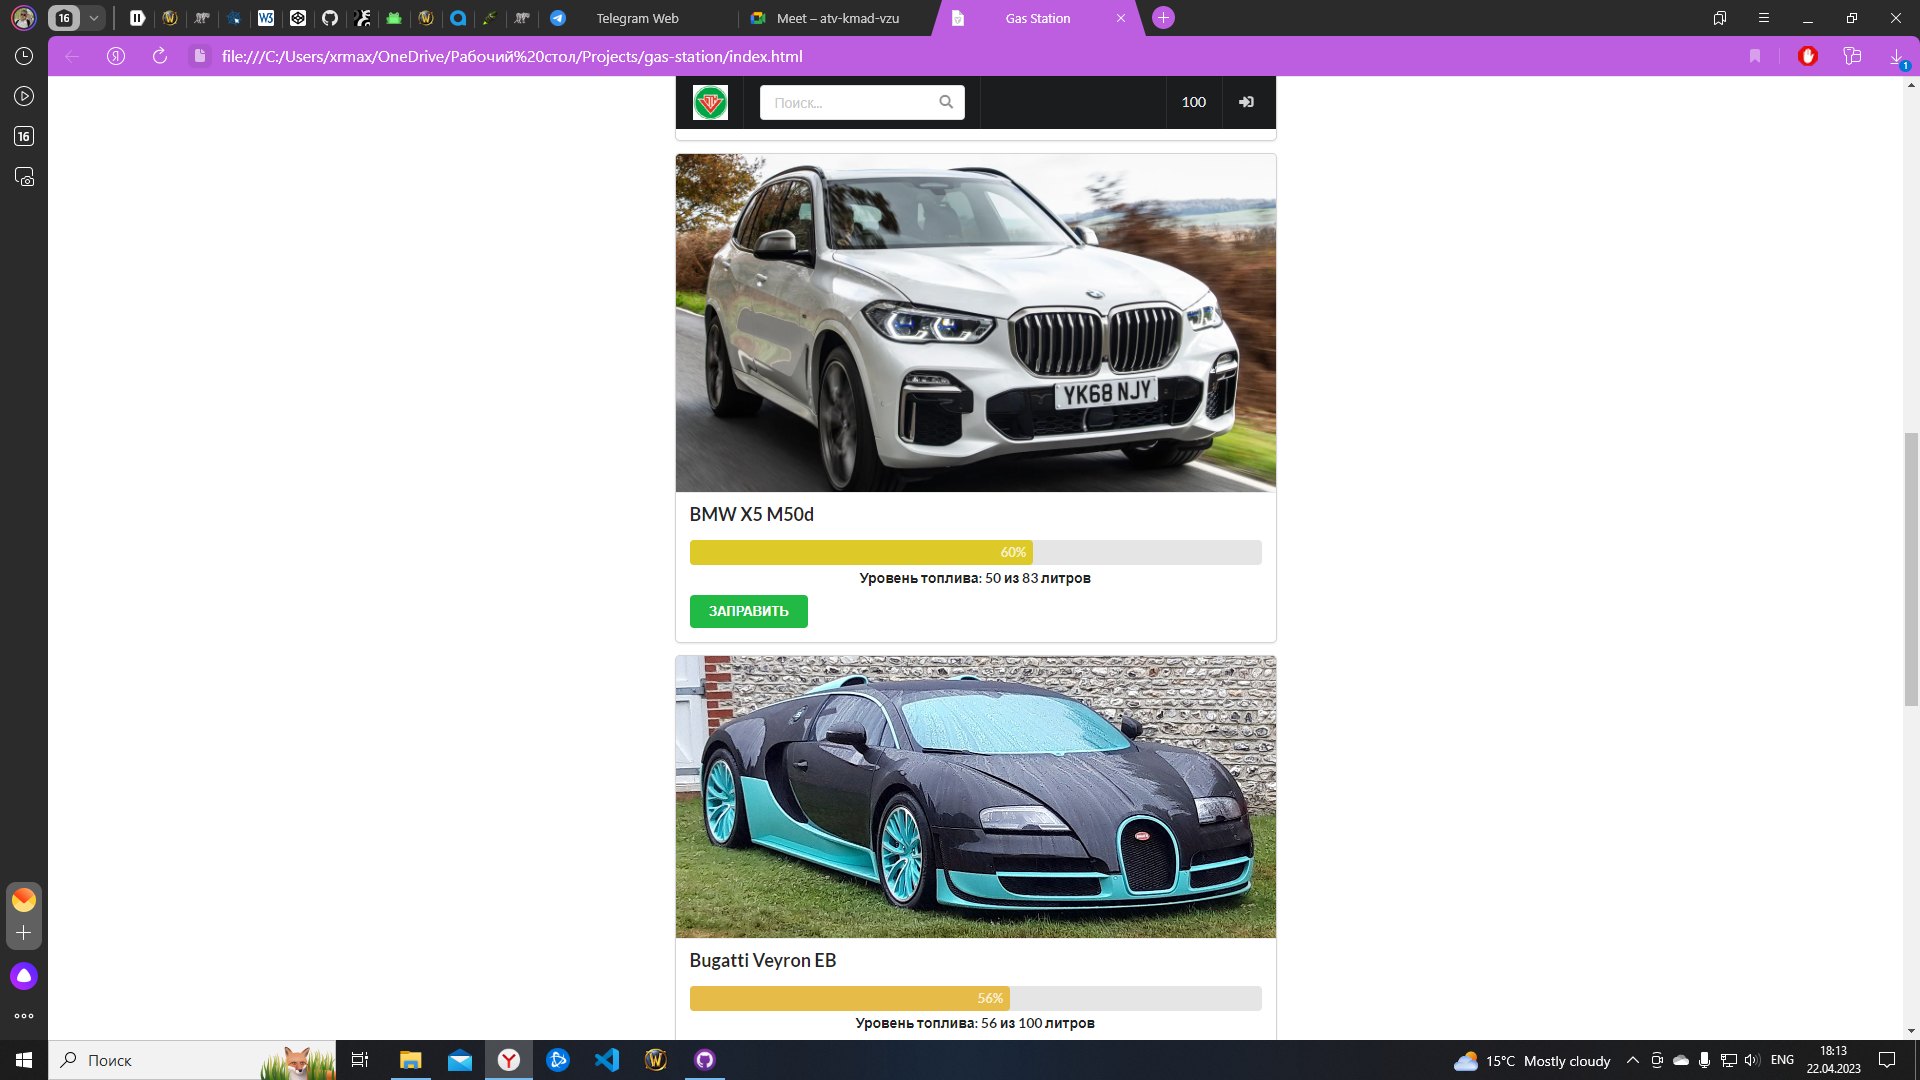 16
W3
Telegram Web
Meet – atv-kmad-vzu
Gas Station
Я
file:///C:/Users/xrmax/OneDrive/Рабочий%20стол/Projects/gas-station/index.html
1
16
Поиск...
100
YK68 NJY
BMW X5 M50d
60%
Уровень топлива: 50 из 83 литров
ЗАПРАВИТЬ
Bugatti Veyron EB
56%
Уровень топлива: 56 из 100 литров
Поиск
15°C Mostly cloudy
ENG
18:13
22.04.2023